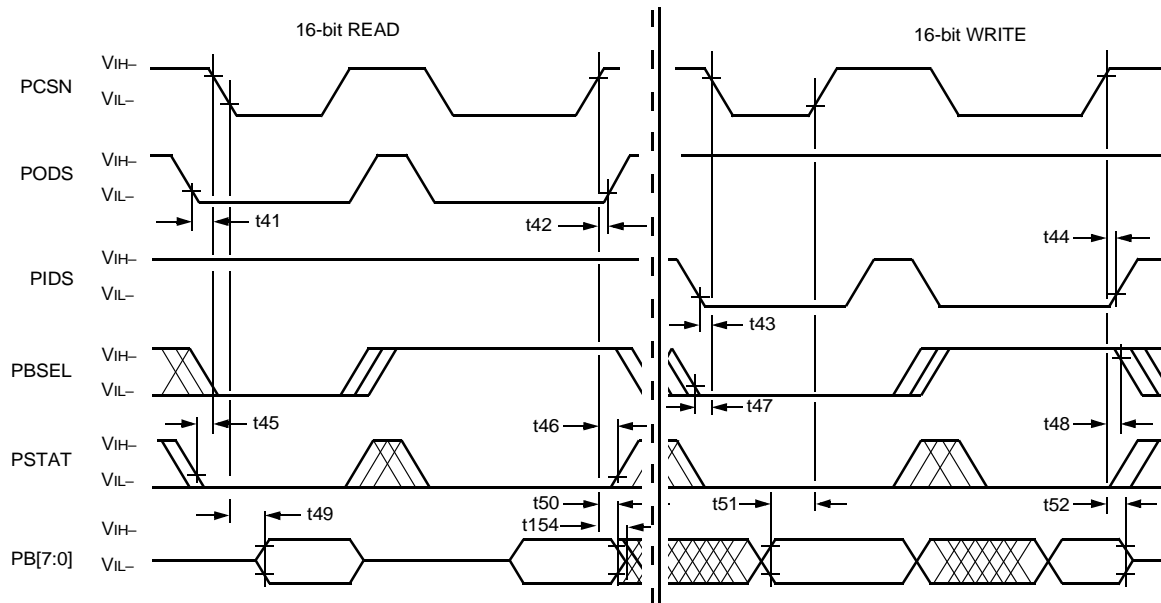 16-bit READ
16-bit WRITE
PCSN
VIH–
VIL–
PODS
VIH–
VIL–
t41
t42
PIDS
VIH–
VIL–
t43
t44
PBSEL
VIH–
VIL–
t45
t46
t47
t48
PSTAT
VIH–
VIL–
t49
t50
t154
t51
t52
PB[7:0]
VIH–
VIL–